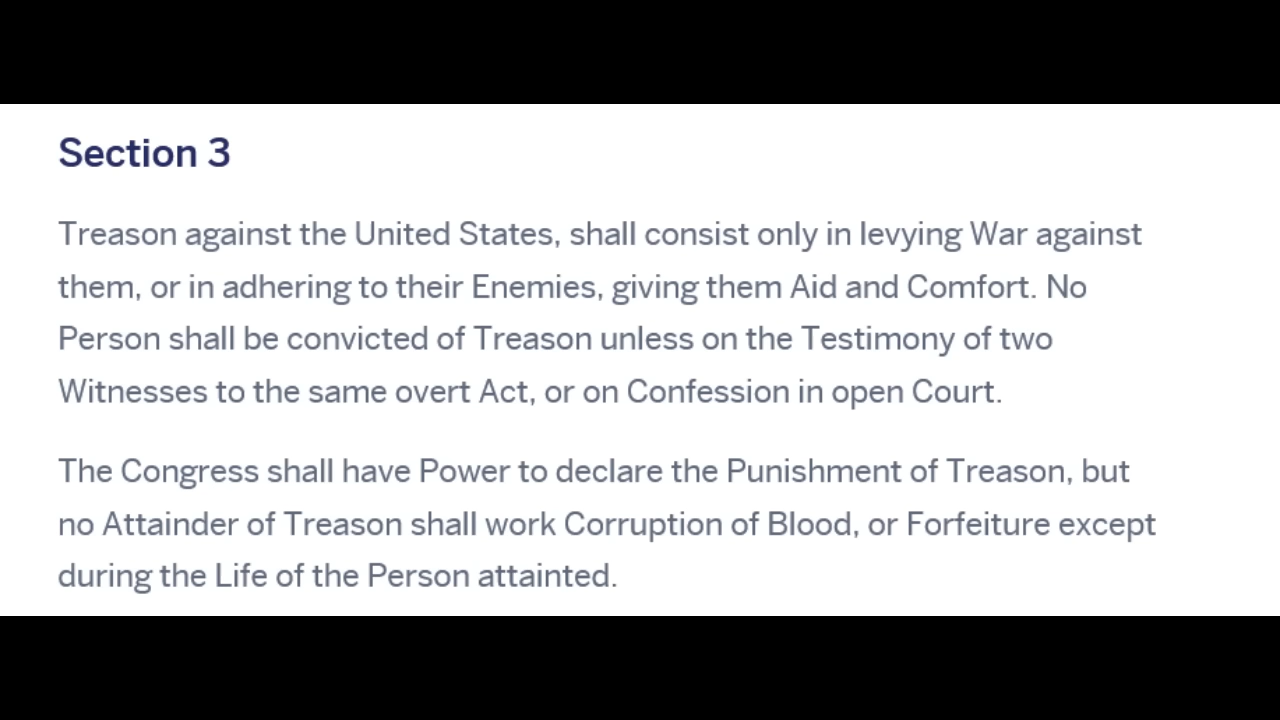 Section 3
Treason against the United States, shall consist only in levying War against
them, or in adhering to their Enemies, giving them Aid and Comfort. No
Person shall be convicted of Treason unless on the Testimony of two
Witnesses to the same overt Act, or on Confession in open Court.
The Congress shall have Power to declare the Punishment of Treason, but
no Attainder of Treason shall work Corruption of Blood, or Forfeiture except
during the Life of the Person attainted.